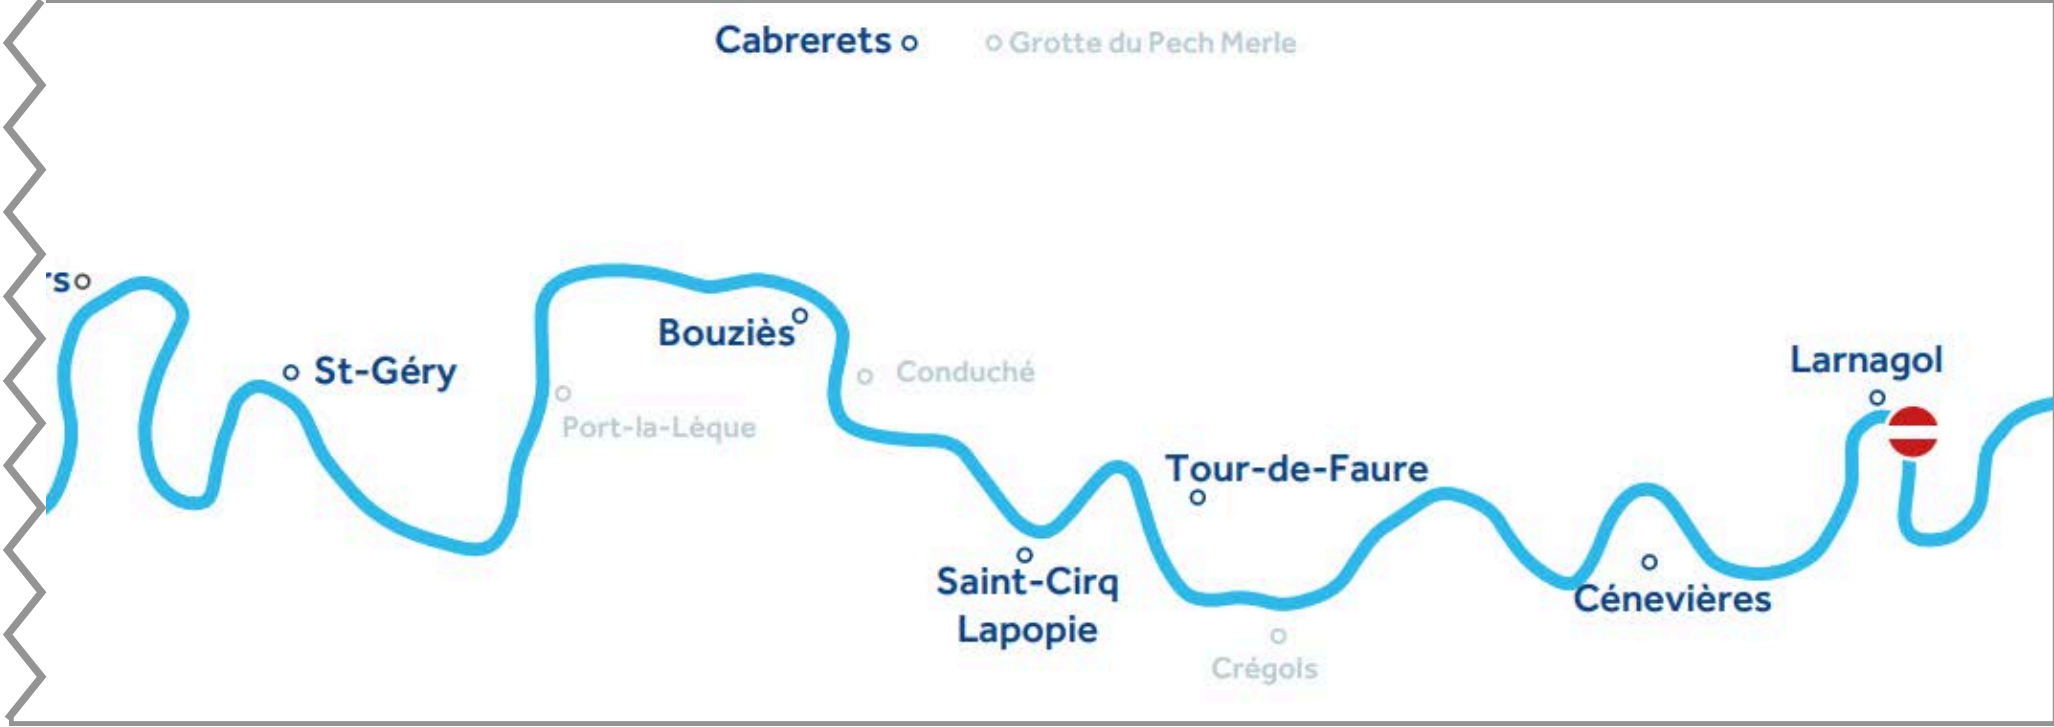 Cabrerets
Grotte du Pech Merle
rs
St-Géry
Bouziès
Conduché
Port-la-Lèque
Larnagol
Tour-de-Faure
Saint-Cirq
Lapopie
Cénevières
Crégols